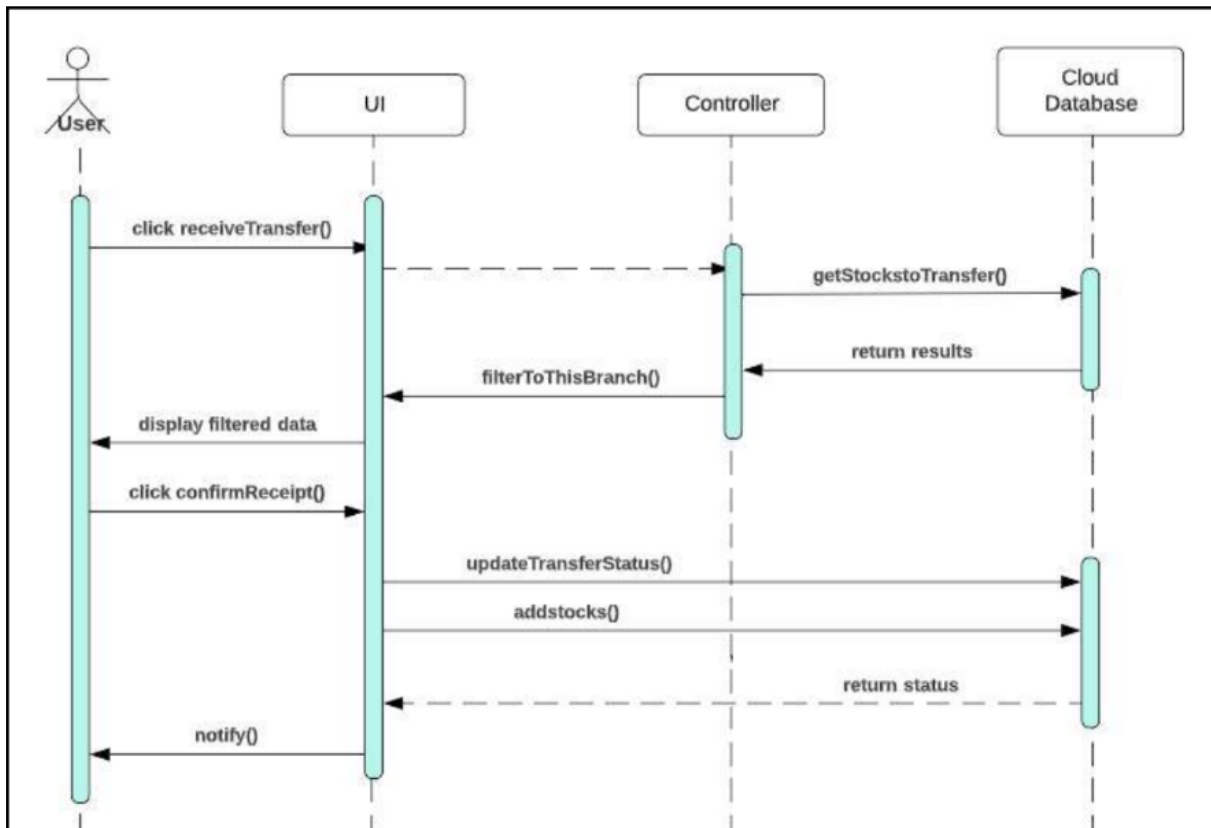 User
UI
Controller
Cloud
Database
click receiveTransfer()
getStockstoTransfer()
return results
filterToThisBranch()
display filtered data
click confirmReceipt()
updateTransferStatus()
addstocks()
return status
notify()